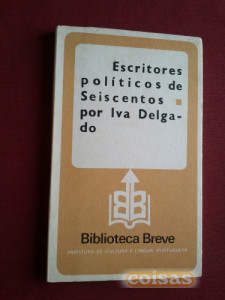 Escritores
políticos de
Seiscentos
por Iva Delga-
do
Biblioteca Breve
INSTITUTO DE CULTURA E LÍNGUA PORTUGUESA
coisas